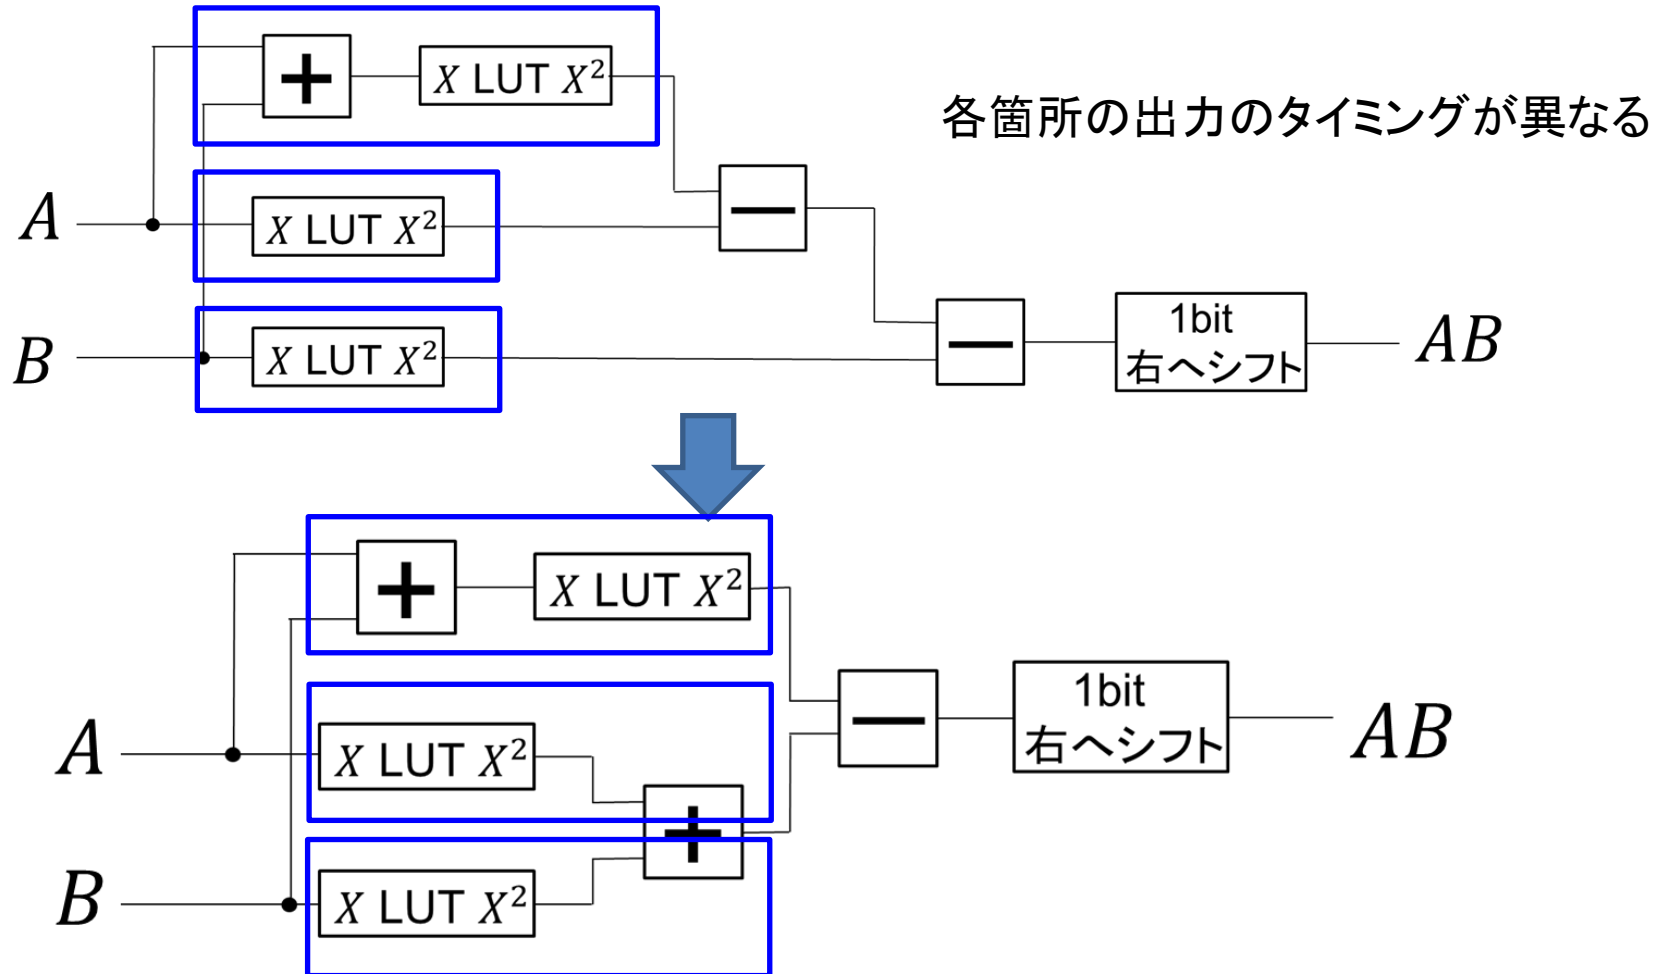 +
X LUT X²
各箇所の出力のタイミングが異なる
A
X LUT X²
−
B
X LUT X²
−
1bit
右へシフト
AB
+
X LUT X²
A
X LUT X²
−
1bit
右へシフト
AB
+
B
X LUT X²